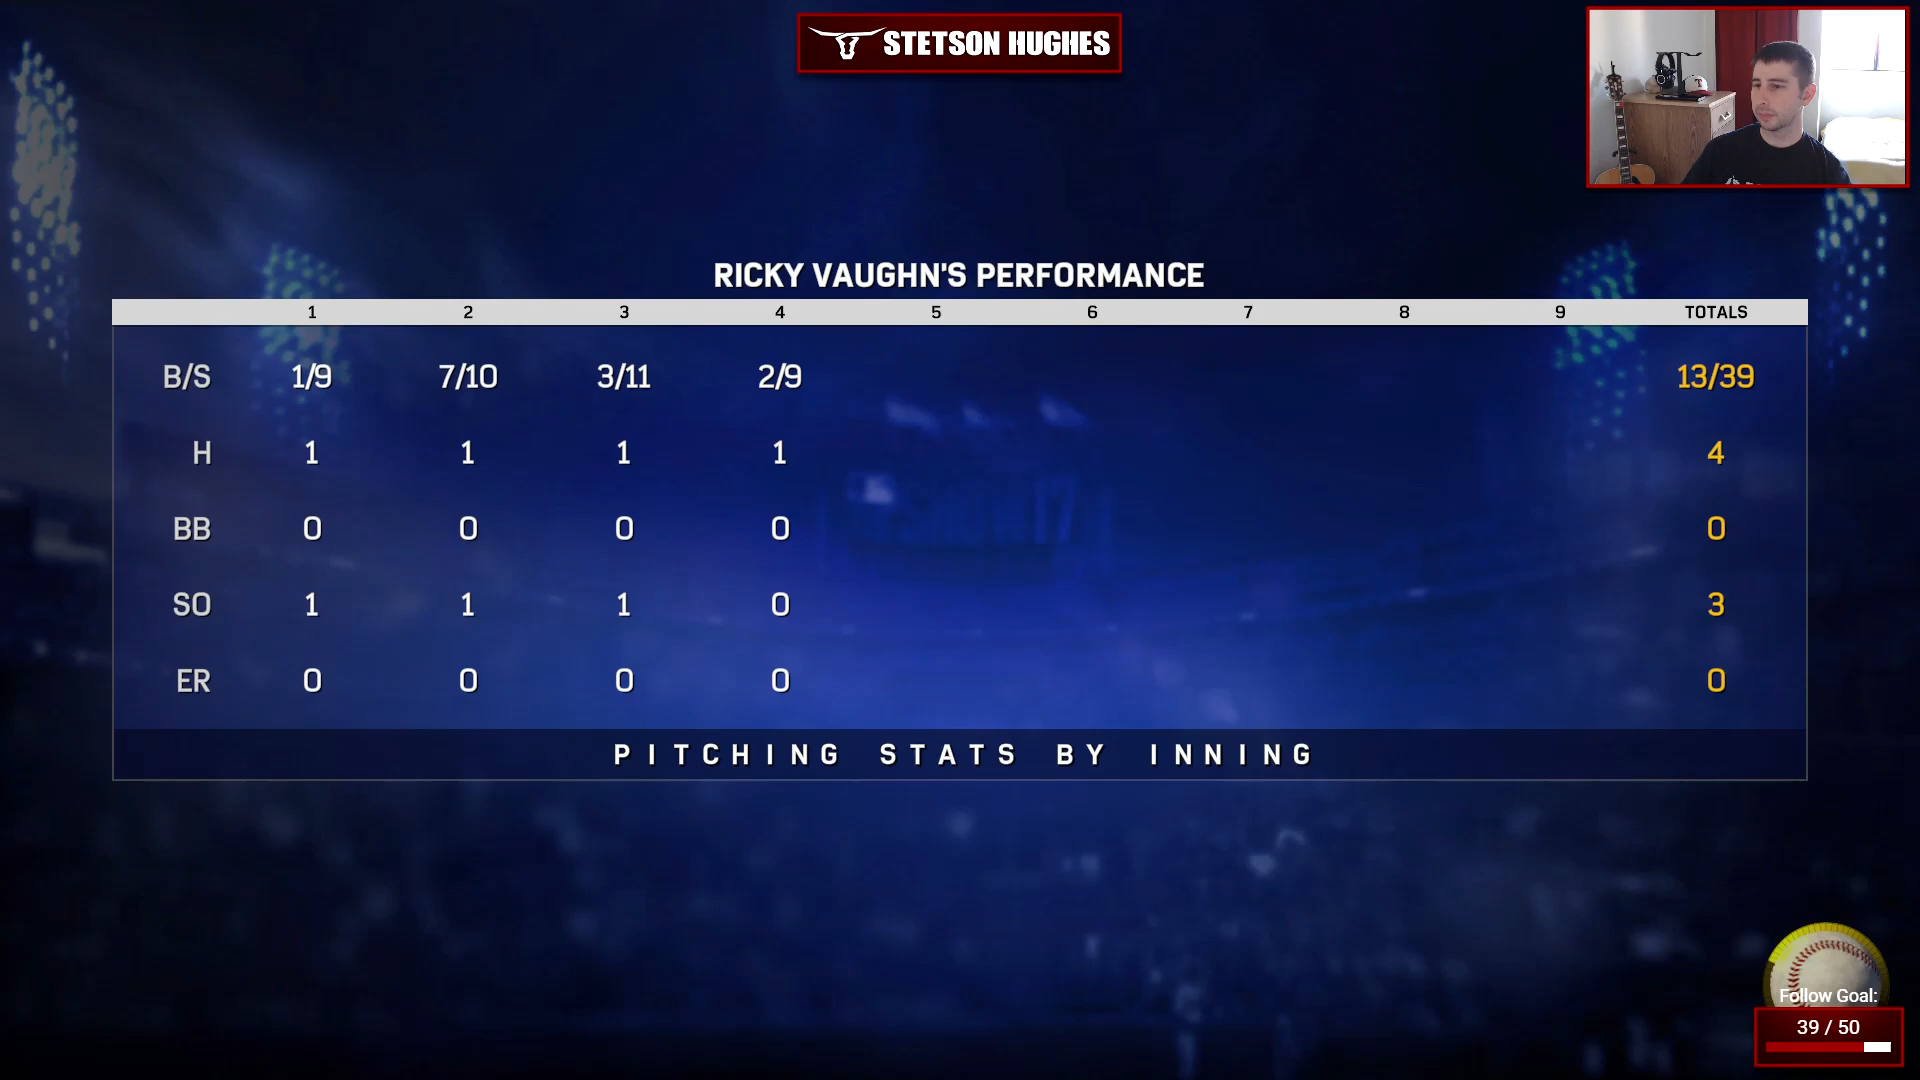 STETSON HUGHES
RICKY VAUGHN'S PERFORMANCE
1 2 3 4 5 6 7 8 9 TOTALS
B/S 1/9 7/10 3/11 2/9 13/39
H 1 1 1 1 4
BB 0 0 0 0 0
SO 1 1 1 0 3
ER 0 0 0 0 0
PITCHING STATS BY INNING
Follow Goal:
39 / 50